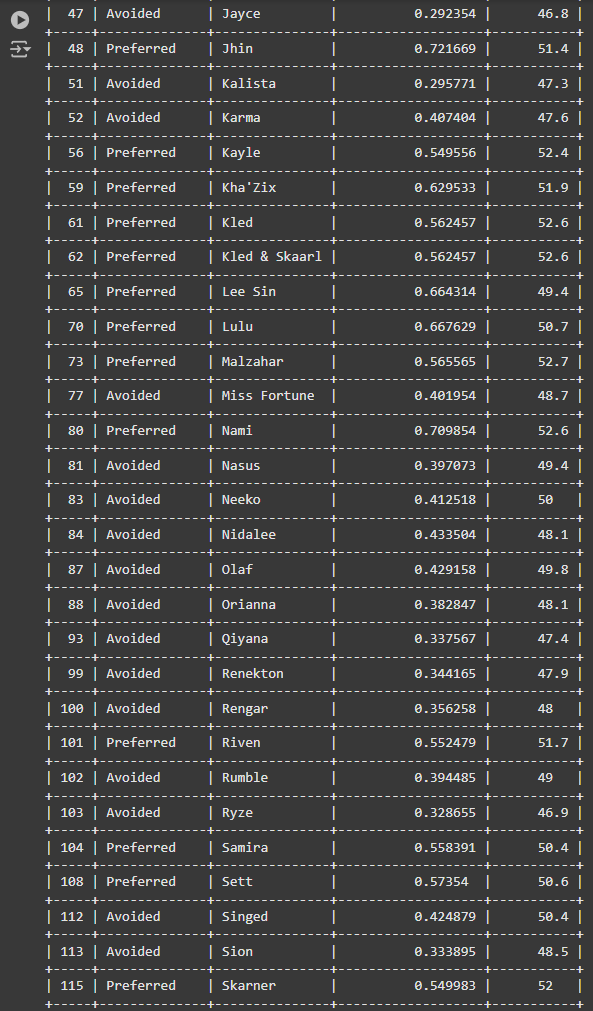 | 47 | Avoided | Jayce | 0.292354 | 46.8 |
+-----+-----------+---------------+-------------------+-----------+
| 48 | Preferred | Jhin | 0.721669 | 51.4 |
+-----+-----------+---------------+-------------------+-----------+
| 51 | Avoided | Kalista | 0.295771 | 47.3 |
+-----+-----------+---------------+-------------------+-----------+
| 52 | Avoided | Karma | 0.407404 | 47.6 |
+-----+-----------+---------------+-------------------+-----------+
| 56 | Preferred | Kayle | 0.549556 | 52.4 |
+-----+-----------+---------------+-------------------+-----------+
| 59 | Preferred | Kha'Zix | 0.629533 | 51.9 |
+-----+-----------+---------------+-------------------+-----------+
| 61 | Preferred | Kled | 0.562457 | 52.6 |
+-----+-----------+---------------+-------------------+-----------+
| 62 | Preferred | Kled & Skaarl | 0.562457 | 52.6 |
+-----+-----------+---------------+-------------------+-----------+
| 65 | Preferred | Lee Sin | 0.664314 | 49.4 |
+-----+-----------+---------------+-------------------+-----------+
| 70 | Preferred | Lulu | 0.667629 | 50.7 |
+-----+-----------+---------------+-------------------+-----------+
| 73 | Preferred | Malzahar | 0.565565 | 52.7 |
+-----+-----------+---------------+-------------------+-----------+
| 77 | Avoided | Miss Fortune | 0.401954 | 48.7 |
+-----+-----------+---------------+-------------------+-----------+
| 80 | Preferred | Nami | 0.709854 | 52.6 |
+-----+-----------+---------------+-------------------+-----------+
| 81 | Avoided | Nasus | 0.397073 | 49.4 |
+-----+-----------+---------------+-------------------+-----------+
| 83 | Avoided | Neeko | 0.412518 | 50 |
+-----+-----------+---------------+-------------------+-----------+
| 84 | Avoided | Nidalee | 0.433504 | 48.1 |
+-----+-----------+---------------+-------------------+-----------+
| 87 | Avoided | Olaf | 0.429158 | 49.8 |
+-----+-----------+---------------+-------------------+-----------+
| 88 | Avoided | Orianna | 0.382847 | 48.1 |
+-----+-----------+---------------+-------------------+-----------+
| 93 | Avoided | Qiyana | 0.337567 | 47.4 |
+-----+-----------+---------------+-------------------+-----------+
| 99 | Avoided | Renekton | 0.344165 | 47.9 |
+-----+-----------+---------------+-------------------+-----------+
| 100 | Avoided | Rengar | 0.356258 | 48 |
+-----+-----------+---------------+-------------------+-----------+
| 101 | Preferred | Riven | 0.552479 | 51.7 |
+-----+-----------+---------------+-------------------+-----------+
| 102 | Avoided | Rumble | 0.394485 | 49 |
+-----+-----------+---------------+-------------------+-----------+
| 103 | Avoided | Ryze | 0.328655 | 46.9 |
+-----+-----------+---------------+-------------------+-----------+
| 104 | Preferred | Samira | 0.558391 | 50.4 |
+-----+-----------+---------------+-------------------+-----------+
| 108 | Preferred | Sett | 0.57354 | 50.6 |
+-----+-----------+---------------+-------------------+-----------+
| 112 | Avoided | Singed | 0.424879 | 50.4 |
+-----+-----------+---------------+-------------------+-----------+
| 113 | Avoided | Sion | 0.333895 | 48.5 |
+-----+-----------+---------------+-------------------+-----------+
| 115 | Preferred | Skarner | 0.549983 | 52 |
+-----+-----------+---------------+-------------------+-----------+